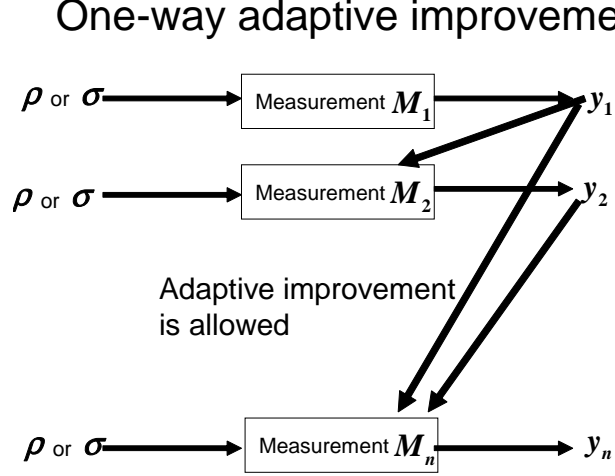 One-way adaptive improveme
ρ or σ Measurement M₁ y₁
ρ or σ Measurement M₂ y₂
Adaptive improvement
is allowed
ρ or σ Measurement Mₙ yₙ